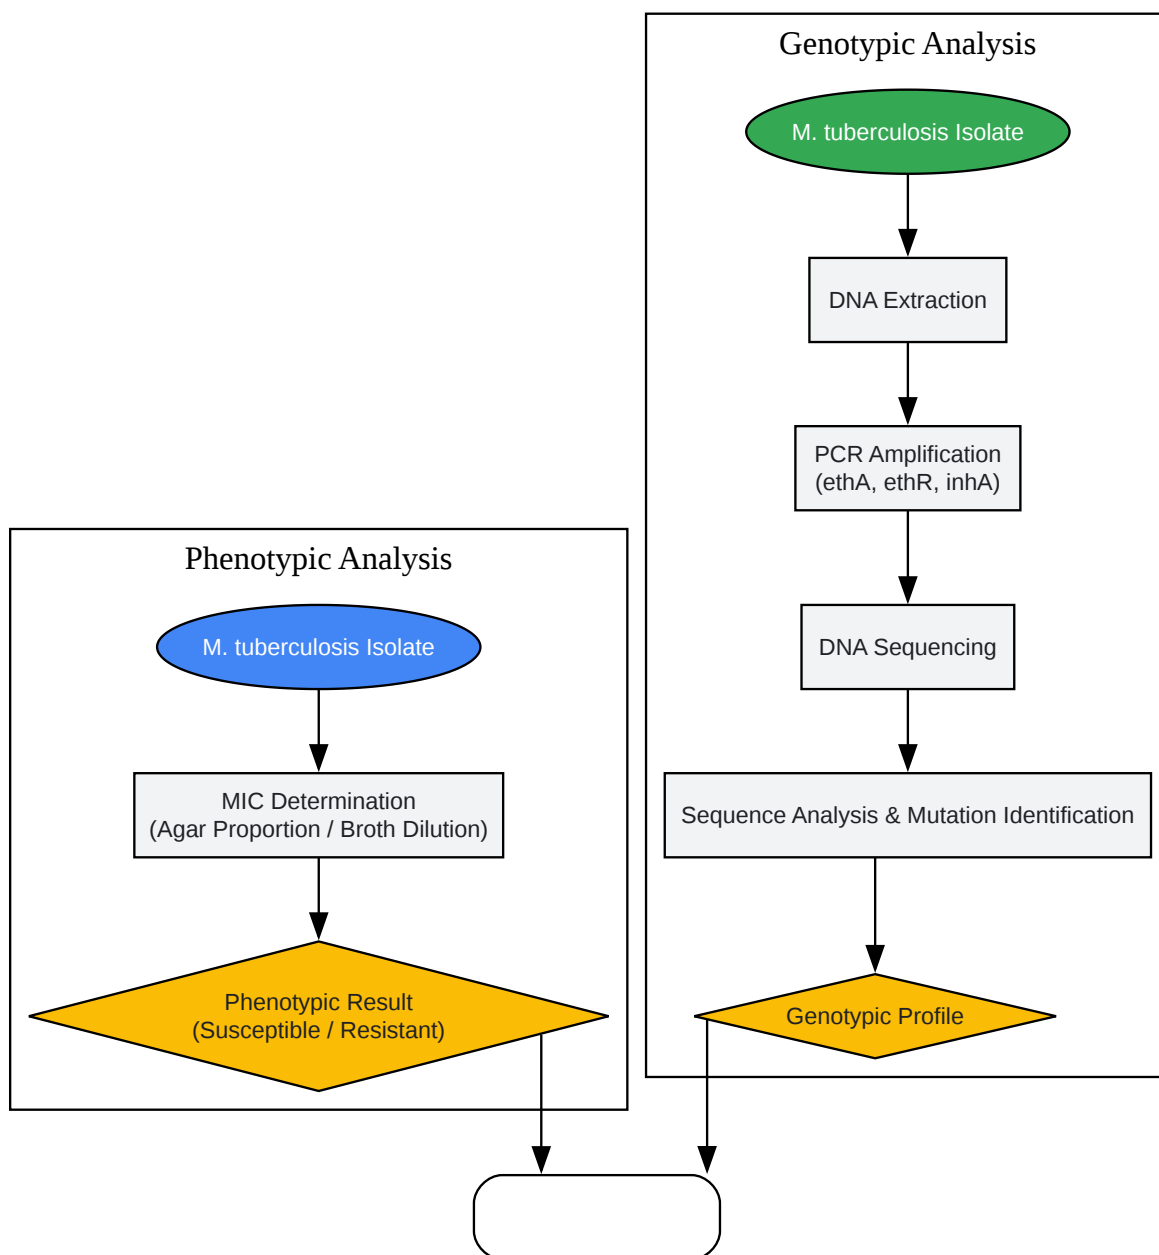 Genotypic Analysis
M. tuberculosis Isolate
DNA Extraction
PCR Amplification
(ethA, ethR, inhA)
DNA Sequencing
Sequence Analysis & Mutation Identification
Genotypic Profile
Phenotypic Analysis
M. tuberculosis Isolate
MIC Determination
(Agar Proportion / Broth Dilution)
Phenotypic Result
(Susceptible / Resistant)